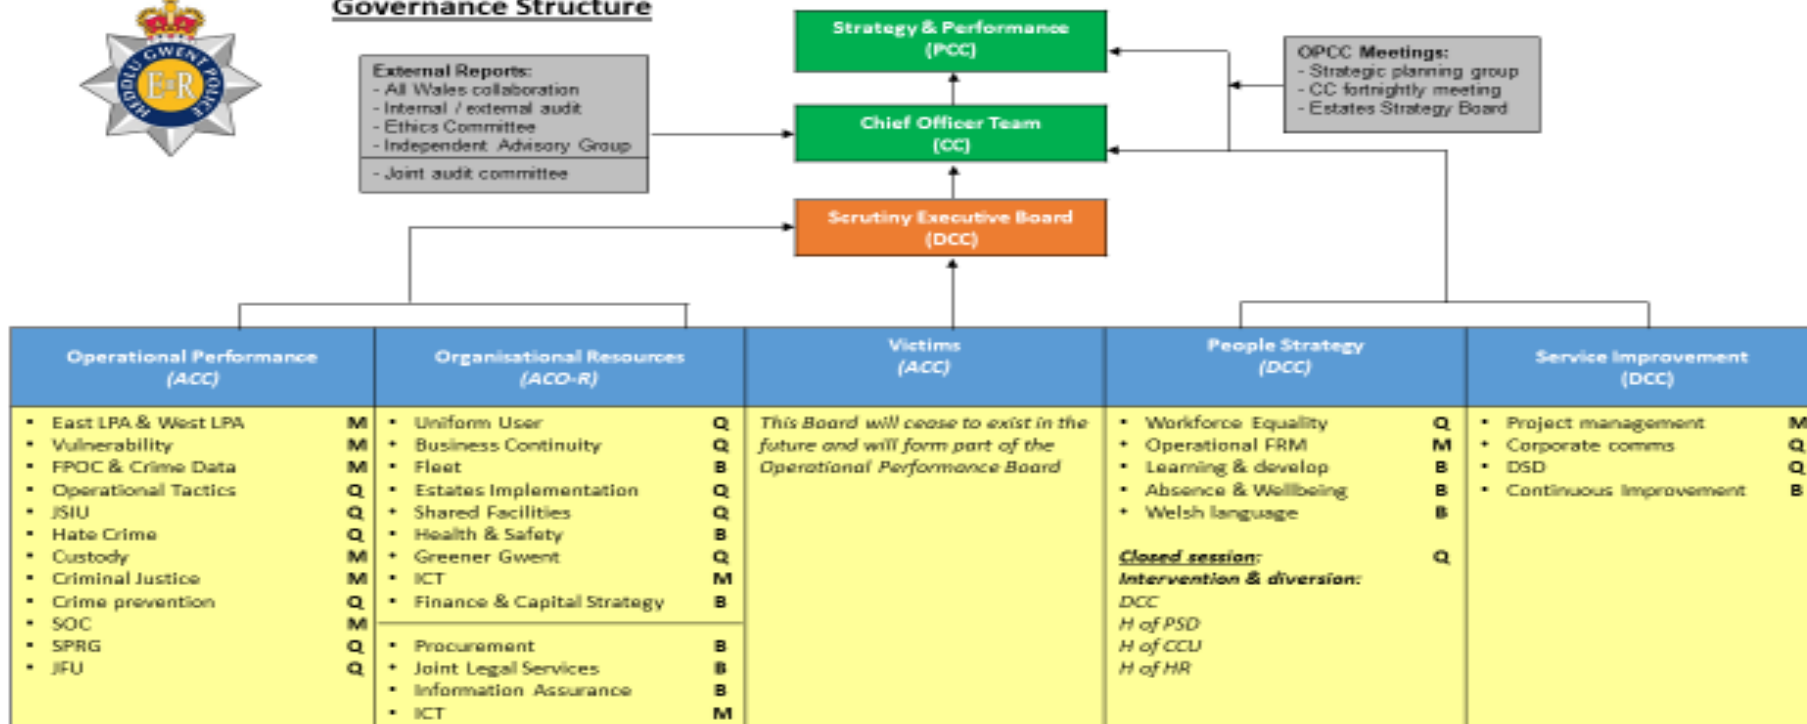 Governance Structure
HEDDLU GWENT POLICE
E R
External Reports:
- All Wales collaboration
- Internal / external audit
- Ethics Committee
- Independent Advisory Group
- Joint audit committee
Strategy & Performance
(PCC)
Chief Officer Team
(CC)
Scrutiny Executive Board
(DCC)
OPCC Meetings:
- Strategic planning group
- CC fortnightly meeting
- Estates Strategy Board
Operational Performance
(ACC)
• East LPA & West LPA M
• Vulnerability M
• FPOC & Crime Data M
• Operational Tactics Q
• JSIU Q
• Hate Crime Q
• Custody M
• Criminal Justice M
• Crime prevention Q
• SOC M
• SPRG Q
• JFU Q
Organisational Resources
(ACO-R)
• Uniform User Q
• Business Continuity Q
• Fleet B
• Estates Implementation Q
• Shared Facilities Q
• Health & Safety B
• Greener Gwent Q
• ICT M
• Finance & Capital Strategy B
• Procurement B
• Joint Legal Services B
• Information Assurance B
• ICT M
Victims
(ACC)
This Board will cease to exist in the
future and will form part of the
Operational Performance Board
People Strategy
(DCC)
• Workforce Equality Q
• Operational FRM M
• Learning & develop B
• Absence & Wellbeing B
• Welsh language B
Closed session: Q
Intervention & diversion:
DCC
H of PSD
H of CCU
H of HR
Service Improvement
(DCC)
• Project management M
• Corporate comms Q
• DSD Q
• Continuous Improvement B